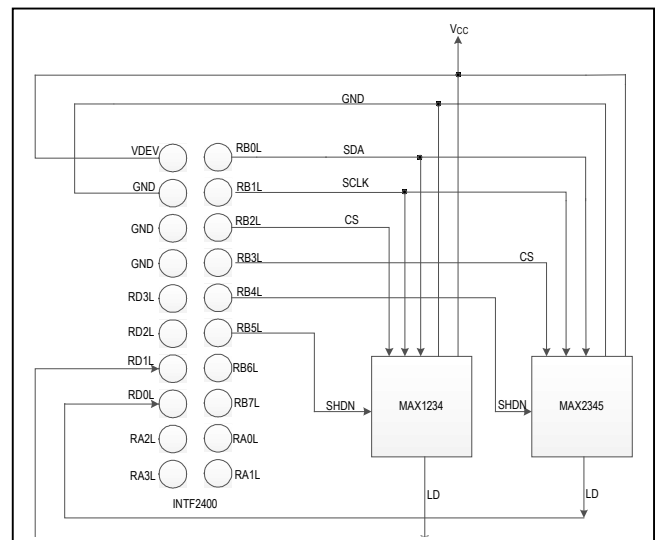 VCC
GND
VDEV RB0L SDA
GND RB1L SCLK
GND RB2L CS
GND RB3L CS
RD3L RB4L
RD2L RB5L
RD1L RB6L
RD0L RB7L SHDN MAX1234 SHDN MAX2345
RA2L RA0L
RA3L RA1L
INTF2400 LD LD